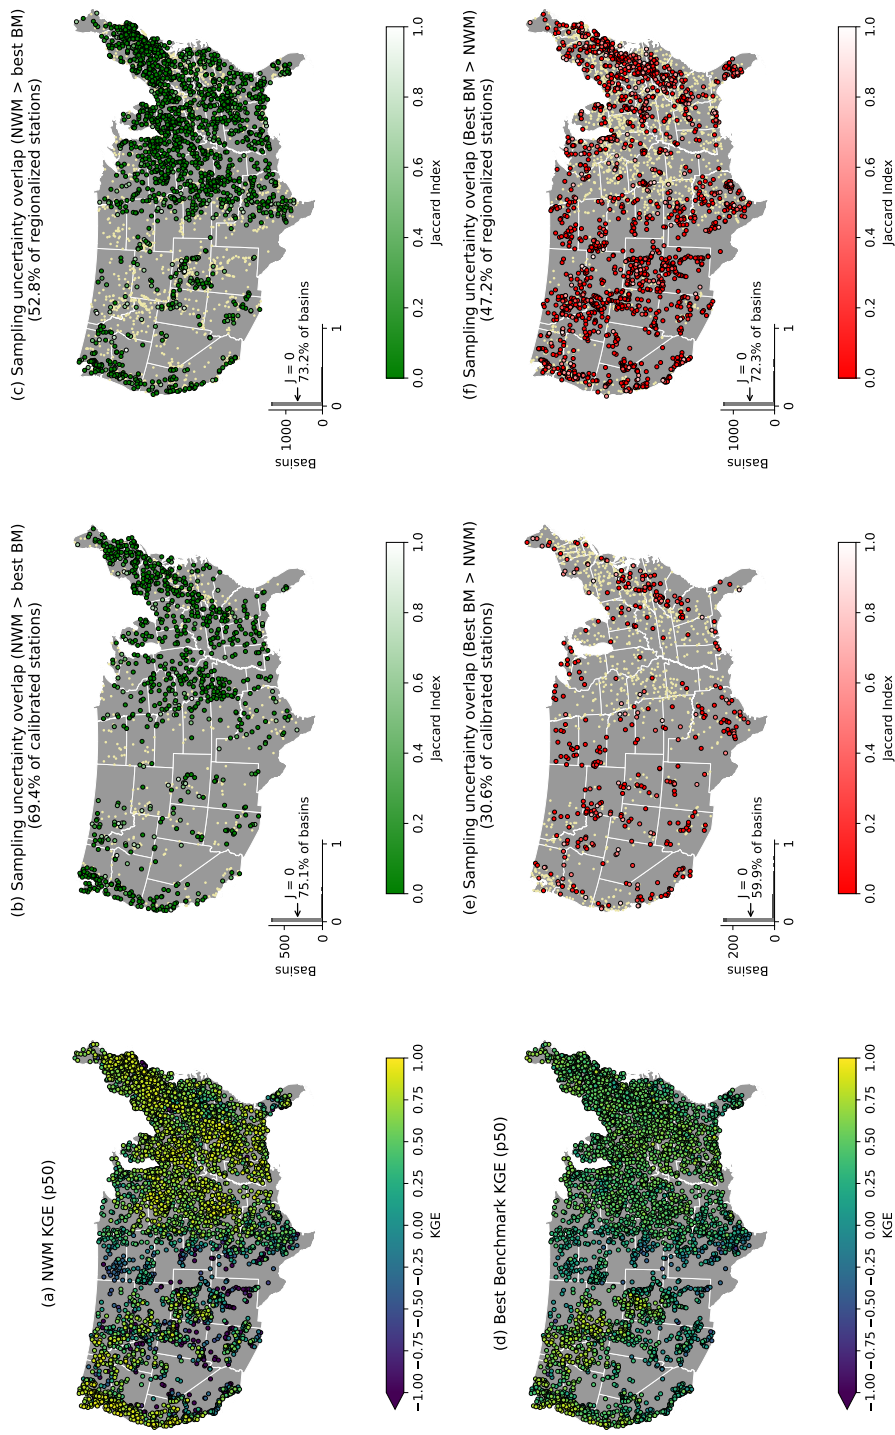 (a) NWM KGE (p50)
−1.00 −0.75 −0.50 −0.25 0.00 0.25 0.50 0.75 1.00
KGE
(b) Sampling uncertainty overlap (NWM > best BM)
(69.4% of calibrated stations)
Basins
500
0
0 1
J = 0
75.1% of basins
0.0 0.2 0.4 0.6 0.8 1.0
Jaccard Index
(c) Sampling uncertainty overlap (NWM > best BM)
(52.8% of regionalized stations)
Basins
1000
0
0 1
J = 0
73.2% of basins
0.0 0.2 0.4 0.6 0.8 1.0
Jaccard Index
(d) Best Benchmark KGE (p50)
−1.00 −0.75 −0.50 −0.25 0.00 0.25 0.50 0.75 1.00
KGE
(e) Sampling uncertainty overlap (Best BM > NWM)
(30.6% of calibrated stations)
Basins
200
0
0 1
J = 0
59.9% of basins
0.0 0.2 0.4 0.6 0.8 1.0
Jaccard Index
(f) Sampling uncertainty overlap (Best BM > NWM)
(47.2% of regionalized stations)
Basins
1000
0
0 1
J = 0
72.3% of basins
0.0 0.2 0.4 0.6 0.8 1.0
Jaccard Index